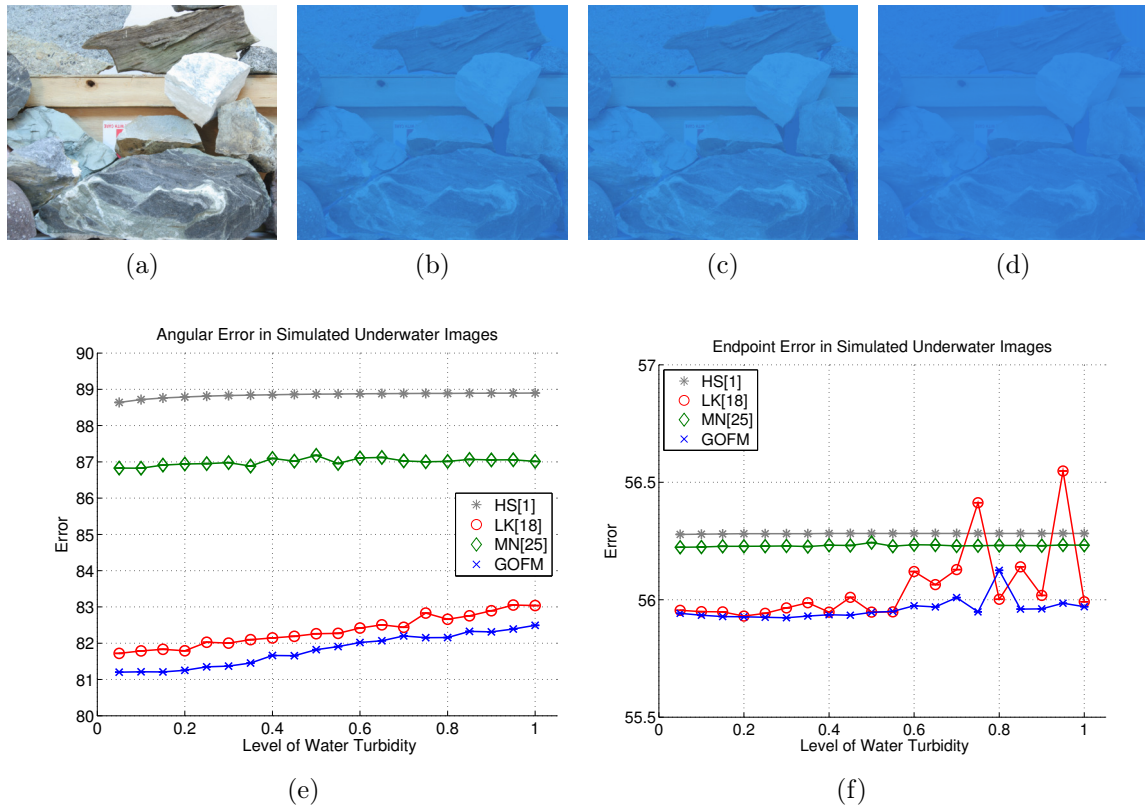 (a)
(b)
(c)
(d)
Angular Error in Simulated Underwater Images
90
89
88
87
86
85
84
83
82
81
80
Error
HS[1]
LK[18]
MN[25]
GOFM
0
0.2
0.4
0.6
0.8
1
Level of Water Turbidity
(e)
Endpoint Error in Simulated Underwater Images
57
56.5
56
55.5
Error
HS[1]
LK[18]
MN[25]
GOFM
0
0.2
0.4
0.6
0.8
1
Level of Water Turbidity
(f)